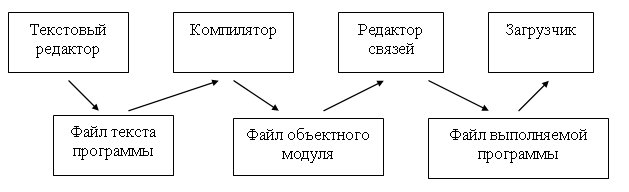 Текстовый
редактор
Компилятор
Редактор
связей
Загрузчик
Файл текста
программы
Файл объектного
модуля
Файл выполняемой
программы